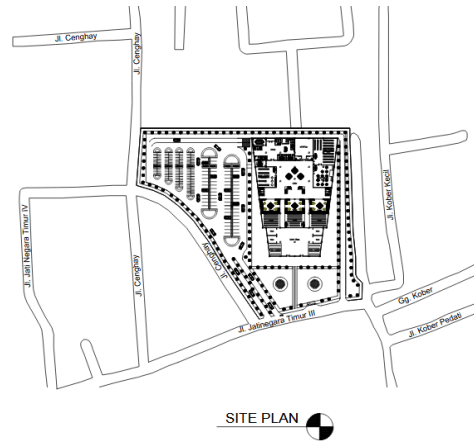 Jl. Cenghay
Jl. Cenghay
Jl. Kober Kecil
Jl. Jati Negara Timur IV
Jl. Cenghay
Jl. Cenghay
Gg. Kober
Jl. Jatinegara Timur III
Jl. Kober Pedati
SITE PLAN